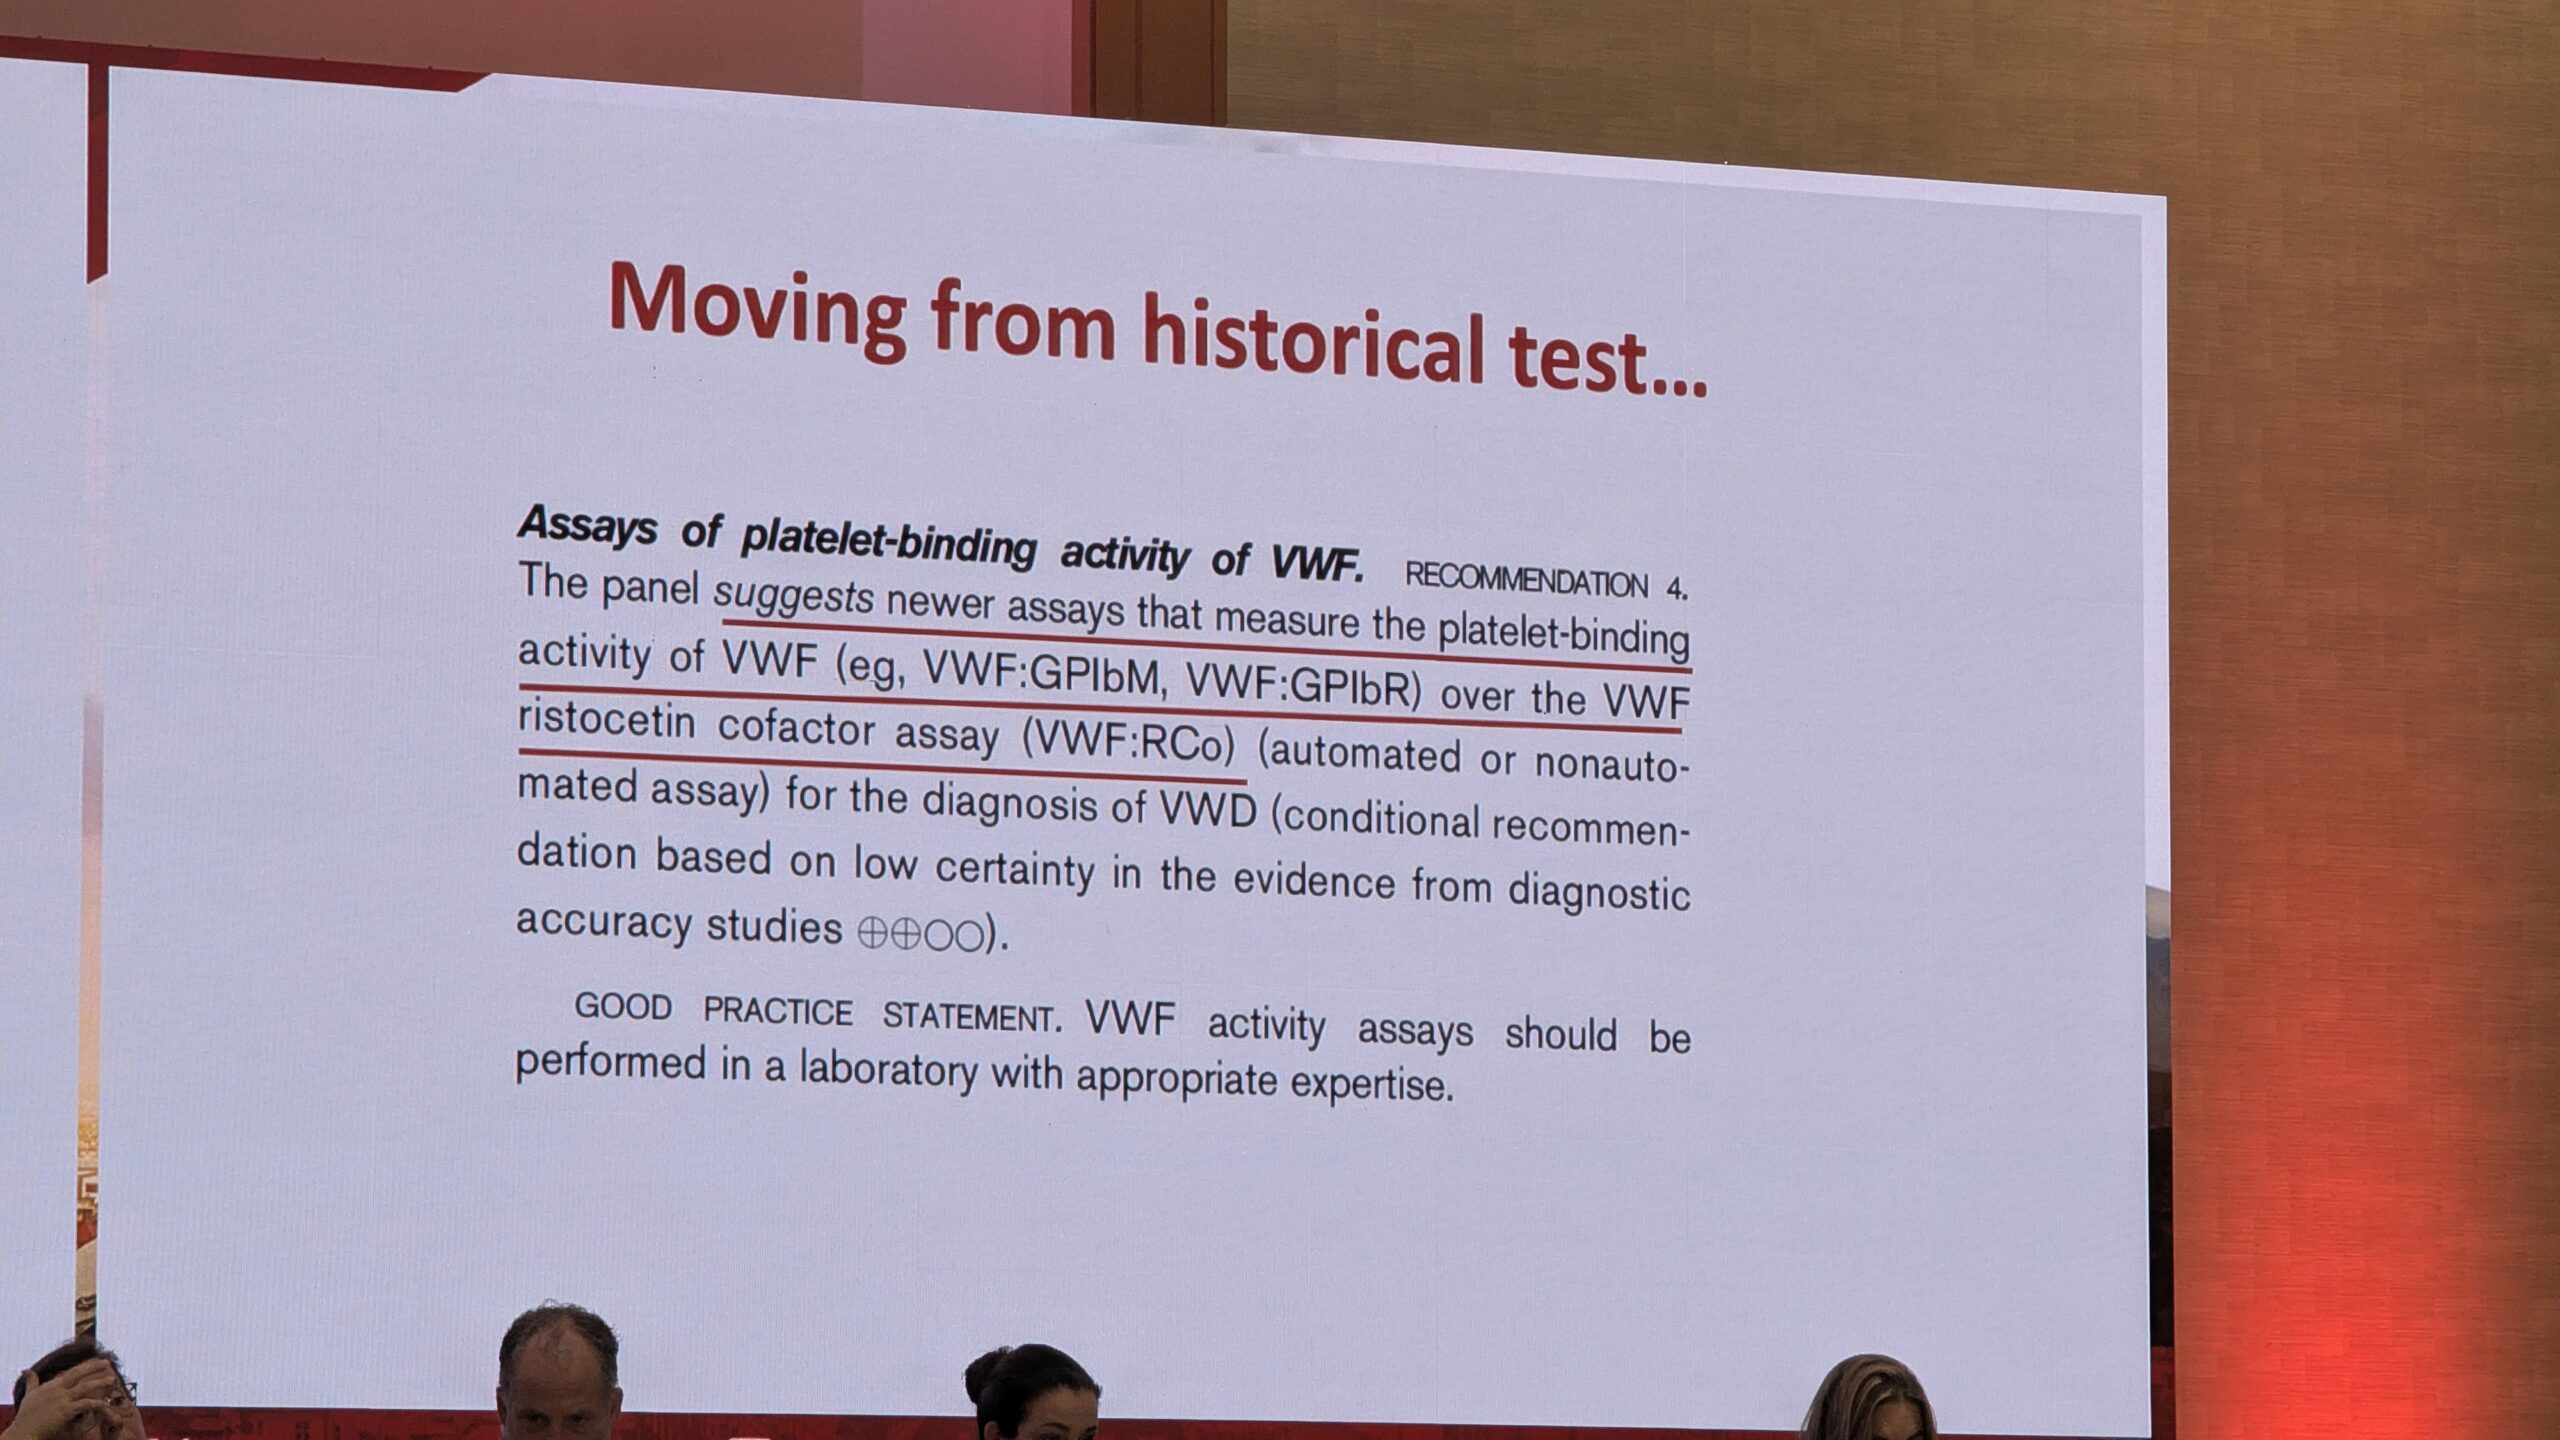 Moving from historical test...
Assays of platelet-binding activity of VWF. RECOMMENDATION 4.
The panel suggests newer assays that measure the platelet-binding
activity of VWF (eg, VWF:GPIbM, VWF:GPIbR) over the VWF
ristocetin cofactor assay (VWF:RCo) (automated or nonauto-
mated assay) for the diagnosis of VWD (conditional recommen-
dation based on low certainty in the evidence from diagnostic
accuracy studies ⊕⊕○○).
GOOD PRACTICE STATEMENT. VWF activity assays should be
performed in a laboratory with appropriate expertise.